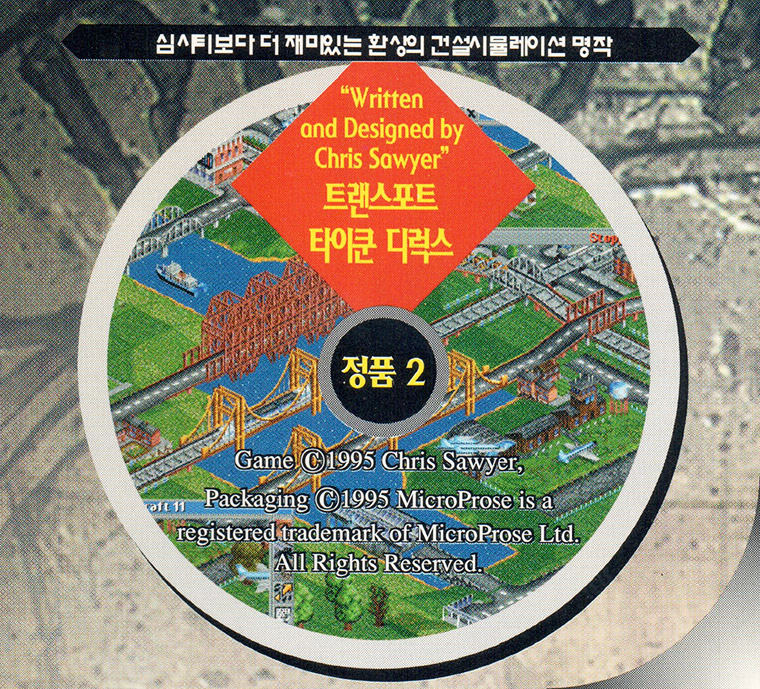 심시티보다 더 재미있는 환상의 건설시뮬레이션 명작
“Written
and Designed by
Chris Sawyer”
트랜스포트
타이쿤 디럭스
Stop
정품 2
Game ©1995 Chris Sawyer,
Packaging ©1995 MicroProse is a
registered trademark of MicroProse Ltd.
raft 11
All Rights Reserved.